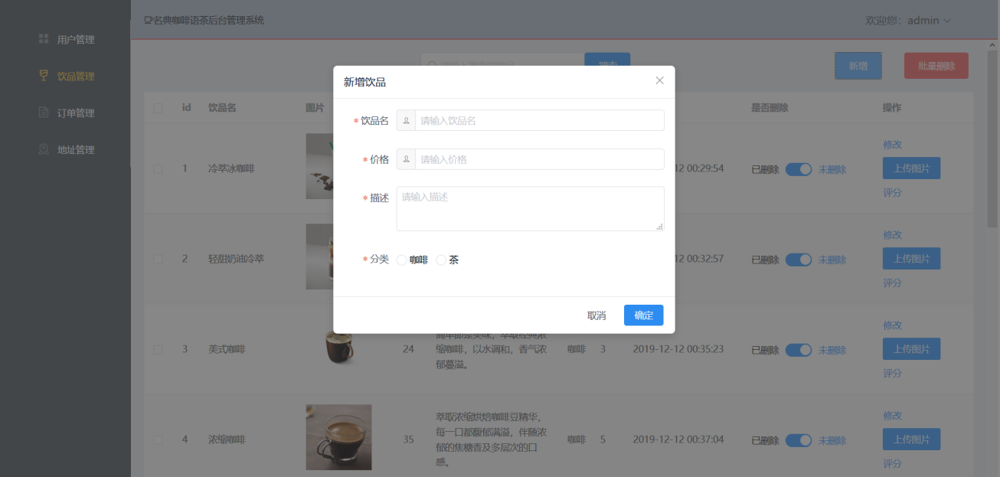 名典咖啡语茶后台管理系统
欢迎您：admin
用户管理
饮品管理
订单管理
地址管理
搜索
新增
批量删除
id 饮品名 图片 是否删除 操作
新增饮品
* 饮品名 请输入饮品名
* 价格 请输入价格
* 描述 请输入描述
* 分类 咖啡 茶
取消 确定
1 冷萃冰咖啡 12 00:29:54 已删除 未删除 修改
上传图片
评分
2 轻甜奶油冷萃 12 00:32:57 已删除 未删除 修改
上传图片
评分
3 美式咖啡 24 简单即是美味，萃取经典浓
缩咖啡，以水调和，香气浓
郁蔓溢。
咖啡 3 2019-12-12 00:35:23 已删除 未删除 修改
上传图片
评分
4 浓缩咖啡 35 萃取浓缩烘焙咖啡豆精华，
每一口都馥郁满溢，伴随浓
郁的焦糖香及多层次的口
感。
咖啡 5 2019-12-12 00:37:04 已删除 未删除 修改
上传图片
评分